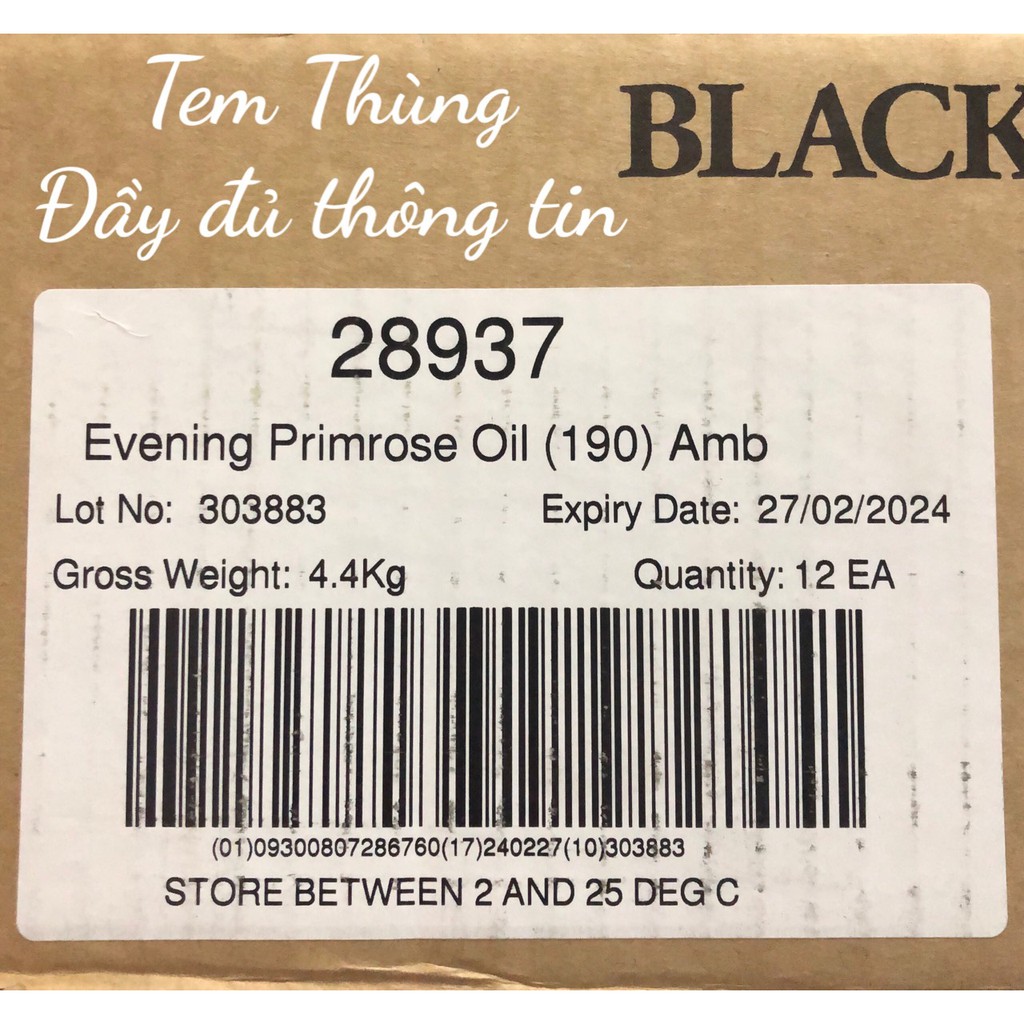 Tem Thùng
BLACK
Đầy đủ thông tin
28937
Evening Primrose Oil (190) Amb
Lot No: 303883 Expiry Date: 27/02/2024
Gross Weight: 4.4Kg Quantity: 12 EA
(01)09300807286760(17)240227(10)303883
STORE BETWEEN 2 AND 25 DEG C